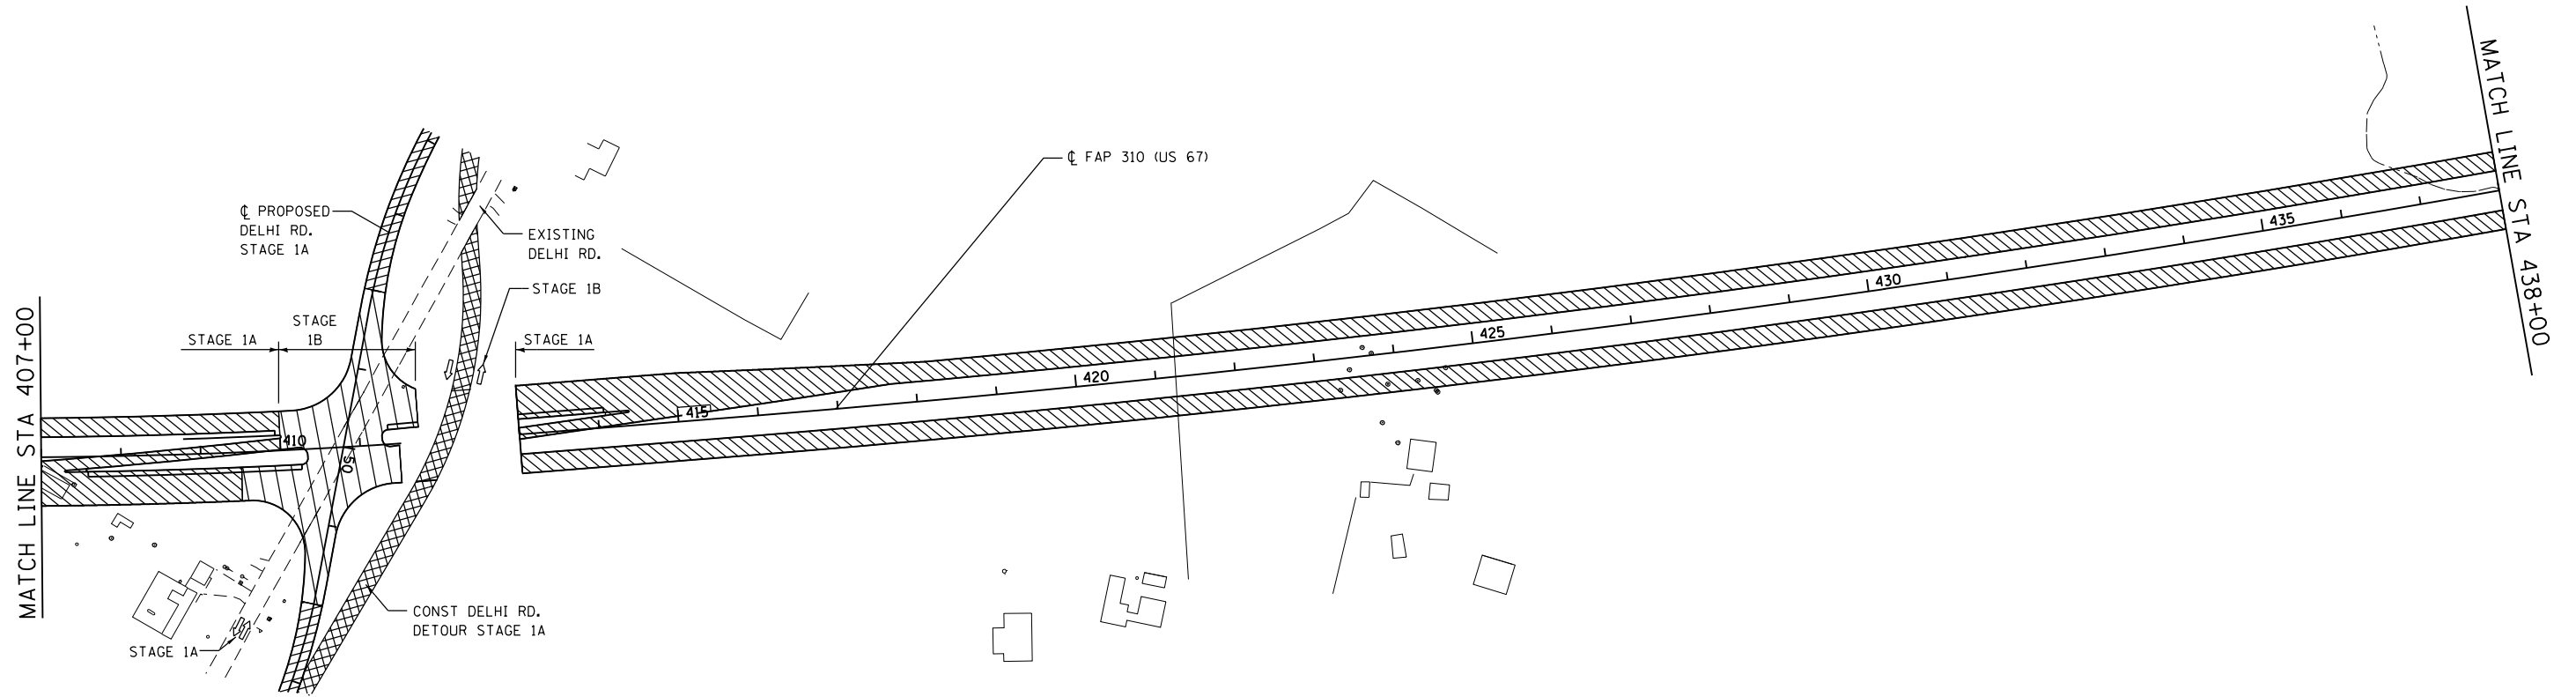 MATCH LINE STA 407+00
℄ PROPOSED
DELHI RD.
STAGE 1A
STAGE 1A
STAGE
1B
EXISTING
DELHI RD.
STAGE 1B
STAGE 1A
℄ FAP 310 (US 67)
410
50
415
420
425
430
435
CONST DELHI RD.
DETOUR STAGE 1A
STAGE 1A
MATCH LINE STA 438+00